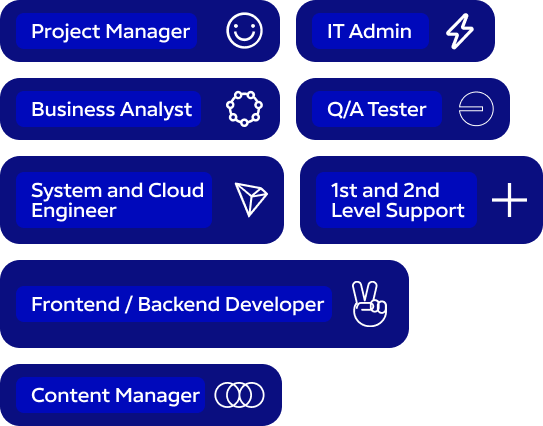 Project Manager
IT Admin
Business Analyst
Q/A Tester
System and Cloud
Engineer
1st and 2nd
Level Support
Frontend / Backend Developer
Content Manager